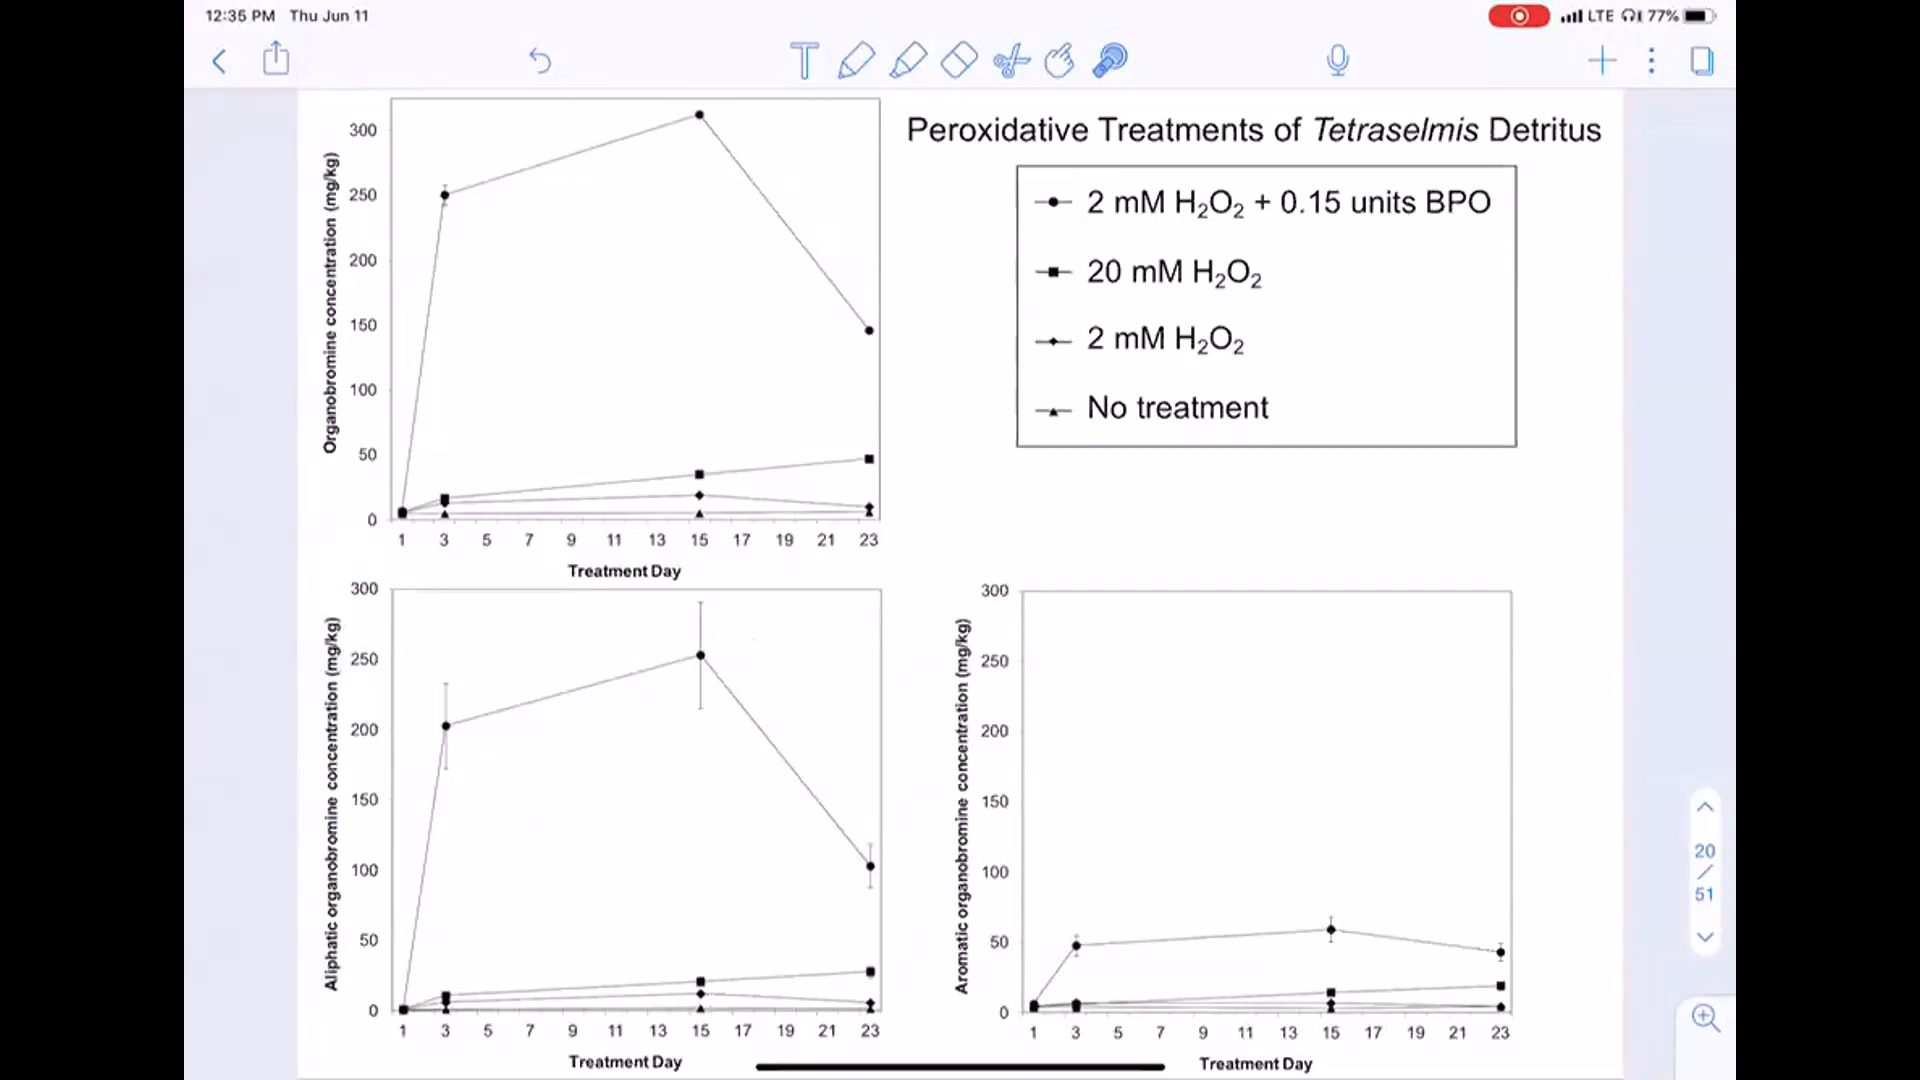 12:35 PM Thu Jun 11
LTE 77%
T
Peroxidative Treatments of Tetraselmis Detritus
2 mM H₂O₂ + 0.15 units BPO
20 mM H₂O₂
2 mM H₂O₂
No treatment
Organobromine concentration (mg/kg)
300
250
200
150
100
50
0
1 3 5 7 9 11 13 15 17 19 21 23
Treatment Day
Aliphatic organobromine concentration (mg/kg)
300
250
200
150
100
50
0
1 3 5 7 9 11 13 15 17 19 21 23
Treatment Day
Aromatic organobromine concentration (mg/kg)
300
250
200
150
100
50
0
1 3 5 7 9 11 13 15 17 19 21 23
Treatment Day
20
/
51